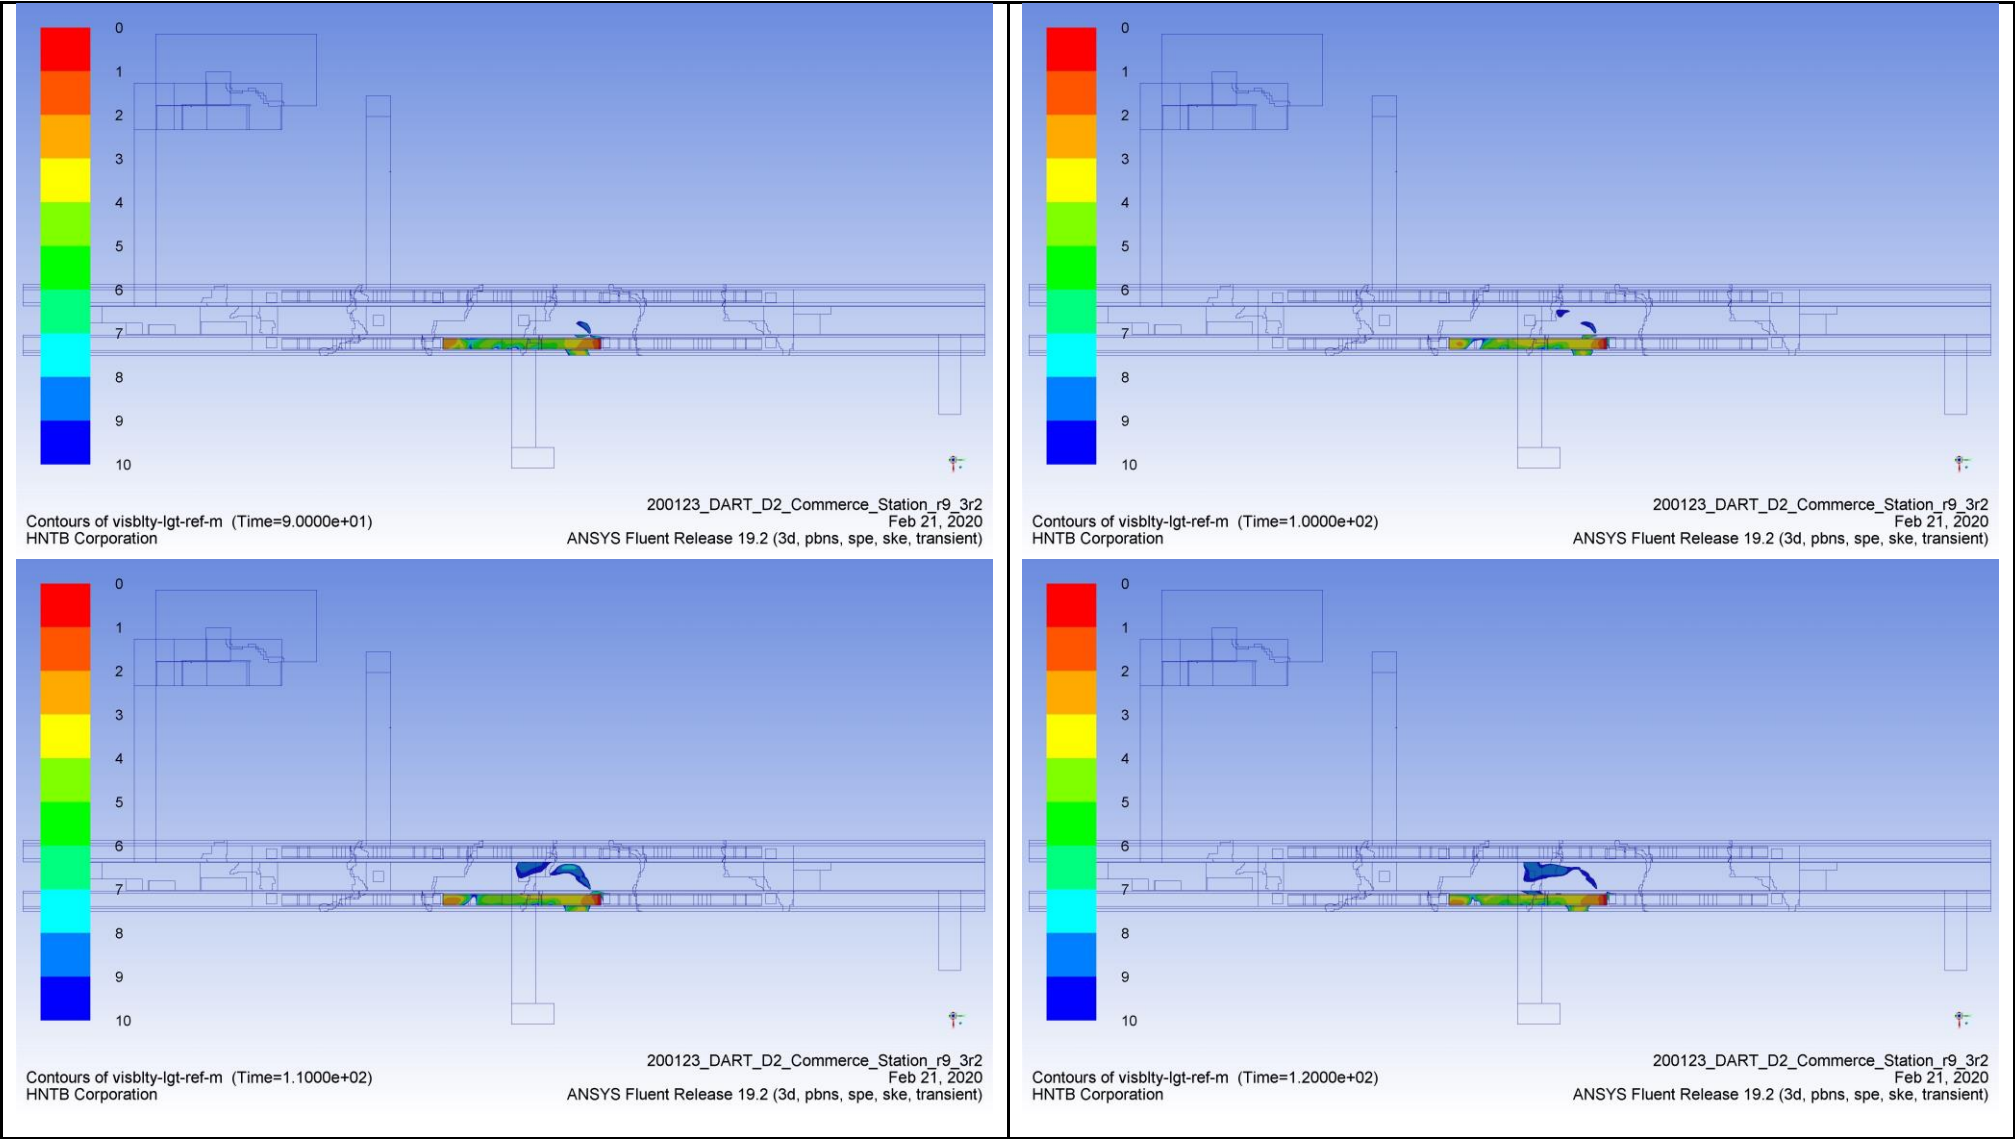 0
1
2
3
4
5
6
7
8
9
10
200123_DART_D2_Commerce_Station_r9_3r2
Contours of visblty-lgt-ref-m (Time=9.0000e+01)
Feb 21, 2020
HNTB Corporation
ANSYS Fluent Release 19.2 (3d, pbns, spe, ske, transient)
0
1
2
3
4
5
6
7
8
9
10
200123_DART_D2_Commerce_Station_r9_3r2
Contours of visblty-lgt-ref-m (Time=1.0000e+02)
Feb 21, 2020
HNTB Corporation
ANSYS Fluent Release 19.2 (3d, pbns, spe, ske, transient)
0
1
2
3
4
5
6
7
8
9
10
200123_DART_D2_Commerce_Station_r9_3r2
Contours of visblty-lgt-ref-m (Time=1.1000e+02)
Feb 21, 2020
HNTB Corporation
ANSYS Fluent Release 19.2 (3d, pbns, spe, ske, transient)
0
1
2
3
4
5
6
7
8
9
10
200123_DART_D2_Commerce_Station_r9_3r2
Contours of visblty-lgt-ref-m (Time=1.2000e+02)
Feb 21, 2020
HNTB Corporation
ANSYS Fluent Release 19.2 (3d, pbns, spe, ske, transient)